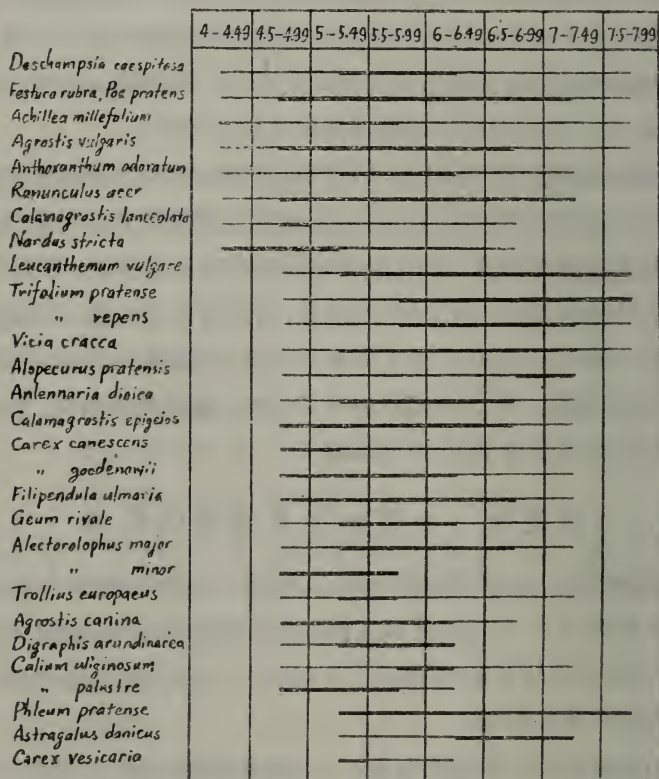 4-4.49 4.5-4.99 5-5.49 5.5-5.99 6-6.49 6.5-6.99 7-7.49 7.5-7.99
Deschampsia caespitosa
Festuca rubra, Poa pratens
Achillea millefolium
Agrostis vulgaris
Anthoxanthum odoratum
Ranunculus acer
Calamagrostis lanceolata
Nardus stricta
Leucanthemum vulgare
Trifolium pratense
" repens
Vicia cracca
Alopecurus pratensis
Antennaria dioica
Calamagrostis epigeios
Carex canescens
" goodenowii
Filipendula ulmaria
Geum rivale
Alectorolophus major
" minor
Trollius europaeus
Agrostis canina
Digraphis arundinacea
Galium uliginosum
" palustre
Phleum pratense
Astragalus danicus
Carex vesicaria